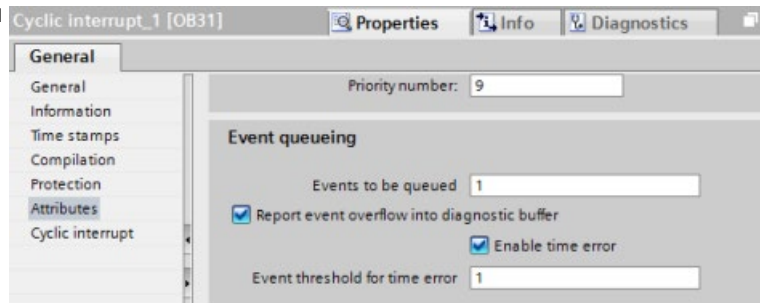 Cyclic interrupt_1 [OB31]
Properties
Info
Diagnostics
General
General
Information
Time stamps
Compilation
Protection
Attributes
Cyclic interrupt
Priority number: 9
Event queueing
Events to be queued 1
Report event overflow into diagnostic buffer
Enable time error
Event threshold for time error 1